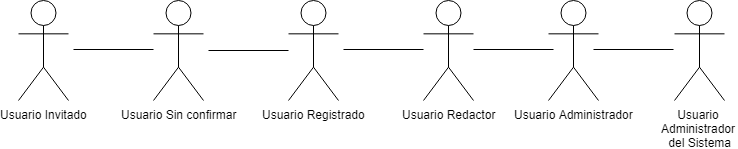 Usuario Invitado
Usuario Sin confirmar
Usuario Registrado
Usuario Redactor
Usuario Administrador
Usuario
Administrador
del Sistema